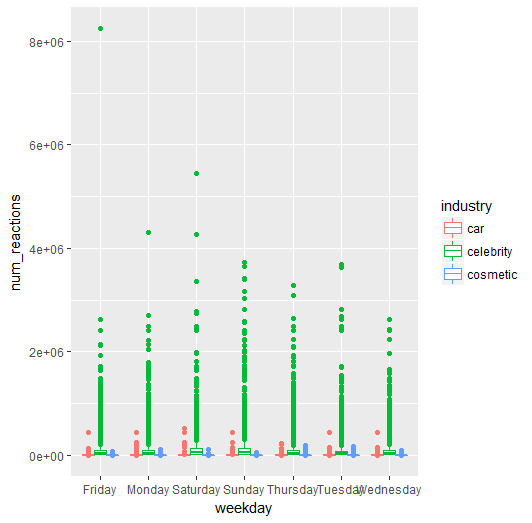 8e+06
6e+06
4e+06
2e+06
0e+00
num_reactions
Friday Monday Saturday Sunday Thursday Tuesday Wednesday
weekday
industry
car
celebrity
cosmetic